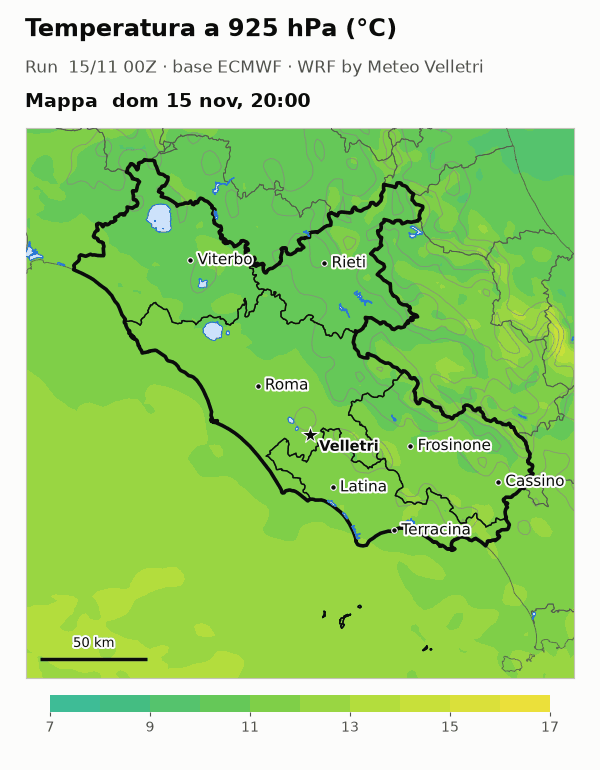 Temperatura a 925 hPa (°C)
Run  15/11 00Z · base ECMWF · WRF by Meteo Velletri
Mappa  dom 15 nov, 20:00
Viterbo
Rieti
Roma
Velletri
Frosinone
Latina
Cassino
Terracina
50 km
7 9 11 13 15 17